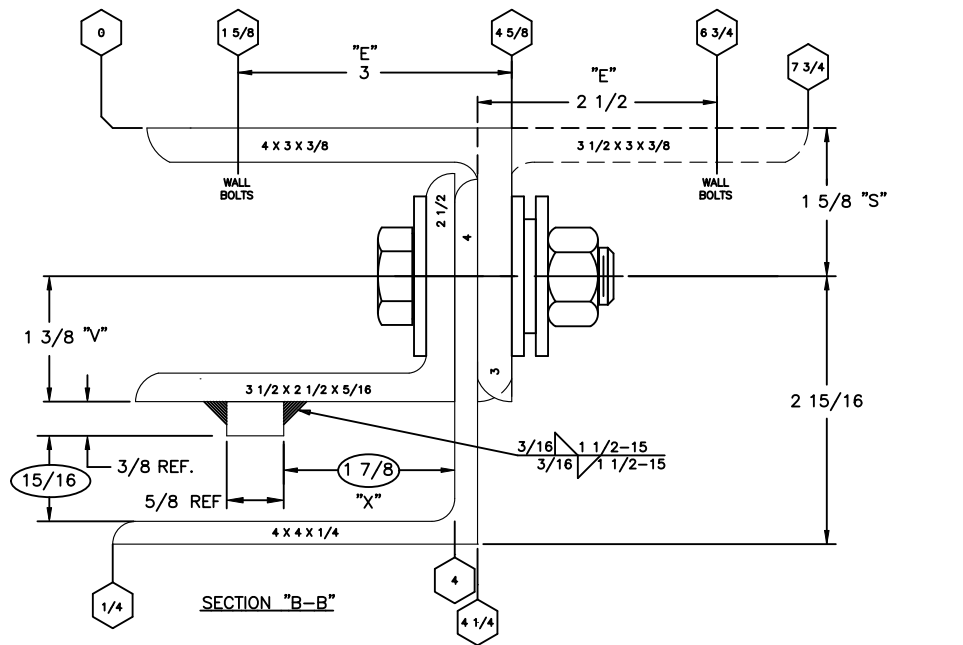 0
1 5/8
4 5/8
6 3/4
7 3/4
"E"
3
"E"
2 1/2
4 X 3 X 3/8
3 1/2 X 3 X 3/8
WALL
BOLTS
WALL
BOLTS
1 5/8 "S"
2 1/2
4
1 3/8 "V"
3
3 1/2 X 2 1/2 X 5/16
2 15/16
3/16 1 1/2-15
3/16 1 1/2-15
3/8 REF.
15/16
1 7/8
"X"
5/8 REF
4 X 4 X 1/4
4
1/4
SECTION "B-B"
4 1/4